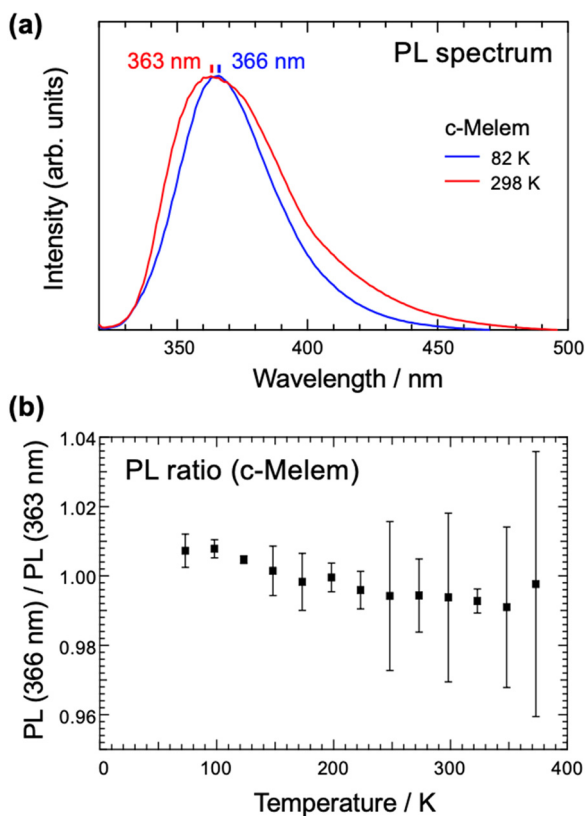 (a)
PL spectrum
363 nm 366 nm
c-Melem
82 K
298 K
Intensity (arb. units)
350 400 450 500
Wavelength / nm
(b)
PL ratio (c-Melem)
PL (366 nm) / PL (363 nm)
1.04
1.02
1.00
0.98
0.96
0 100 200 300 400
Temperature / K